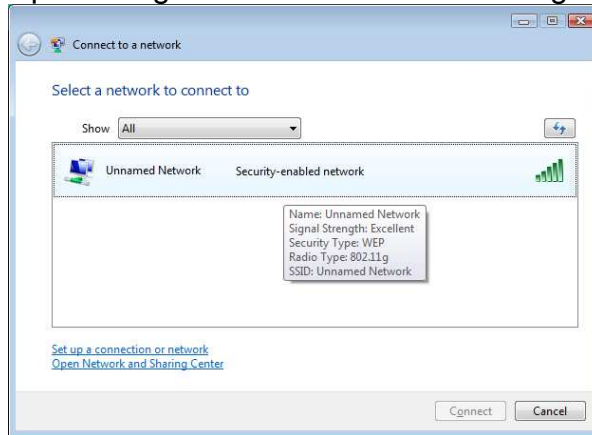 Connect to a network
Select a network to connect to
Show All
Unnamed Network Security-enabled network
Name: Unnamed Network
Signal Strength: Excellent
Security Type: WEP
Radio Type: 802.11g
SSID: Unnamed Network
Set up a connection or network
Open Network and Sharing Center
Connect Cancel